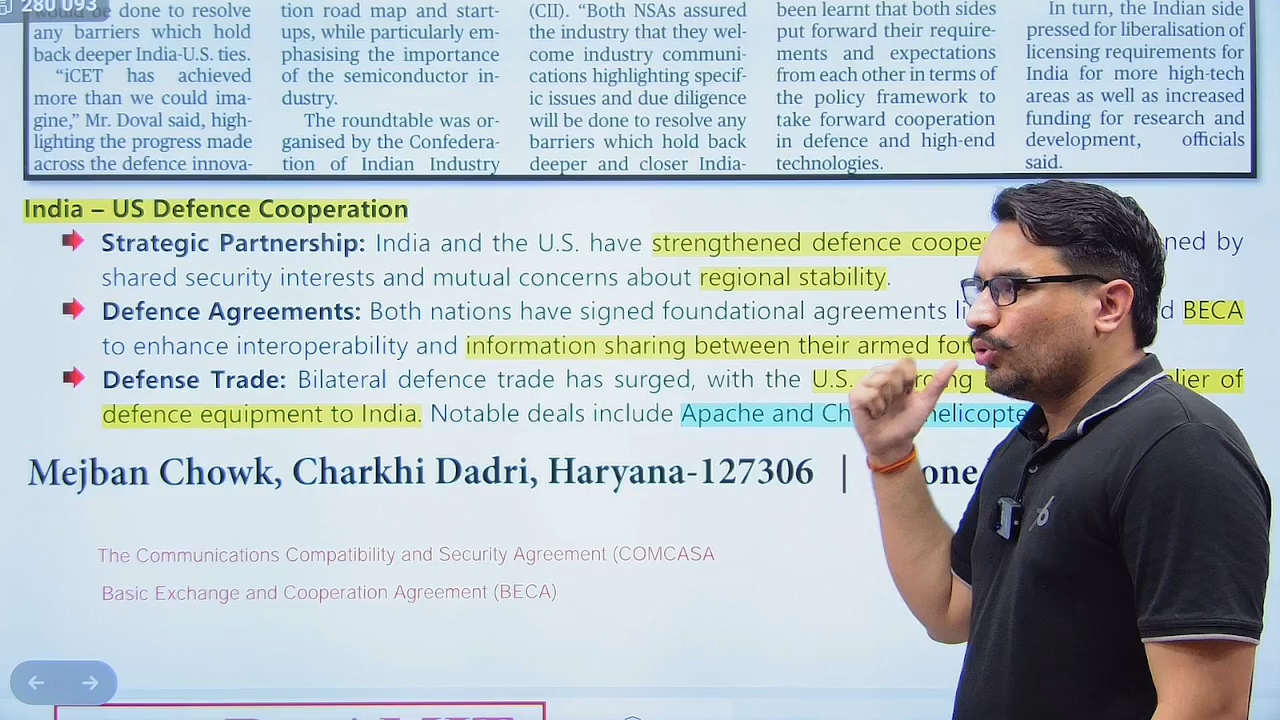 280 093
would be done to resolve
any barriers which hold
back deeper India-U.S. ties.
“iCET has achieved
more than we could ima-
gine,” Mr. Doval said, high-
lighting the progress made
across the defence innova-
tion road map and start-
ups, while particularly em-
phasising the importance
of the semiconductor in-
dustry.
The roundtable was or-
ganised by the Confedera-
tion of Indian Industry
(CII). “Both NSAs assured
the industry that they wel-
come industry communi-
cations highlighting specif-
ic issues and due diligence
will be done to resolve any
barriers which hold back
deeper and closer India-
been learnt that both sides
put forward their require-
ments and expectations
from each other in terms of
the policy framework to
take forward cooperation
in defence and high-end
technologies.
In turn, the Indian side
pressed for liberalisation of
licensing requirements for
India for more high-tech
areas as well as increased
funding for research and
development, officials
said.
India – US Defence Cooperation
Strategic Partnership: India and the U.S. have strengthened defence by
shared security interests and mutual concerns about regional stability.
Defence Agreements: Both nations have signed foundational agreements BECA
to enhance interoperability and information sharing between their armed
Defense Trade: Bilateral defence trade has surged, with the U.S. of
defence equipment to India. Notable deals include Apache and
Mejban Chowk, Charkhi Dadri, Haryana-127306 |
The Communications Compatibility and Security Agreement (COMCASA
Basic Exchange and Cooperation Agreement (BECA)